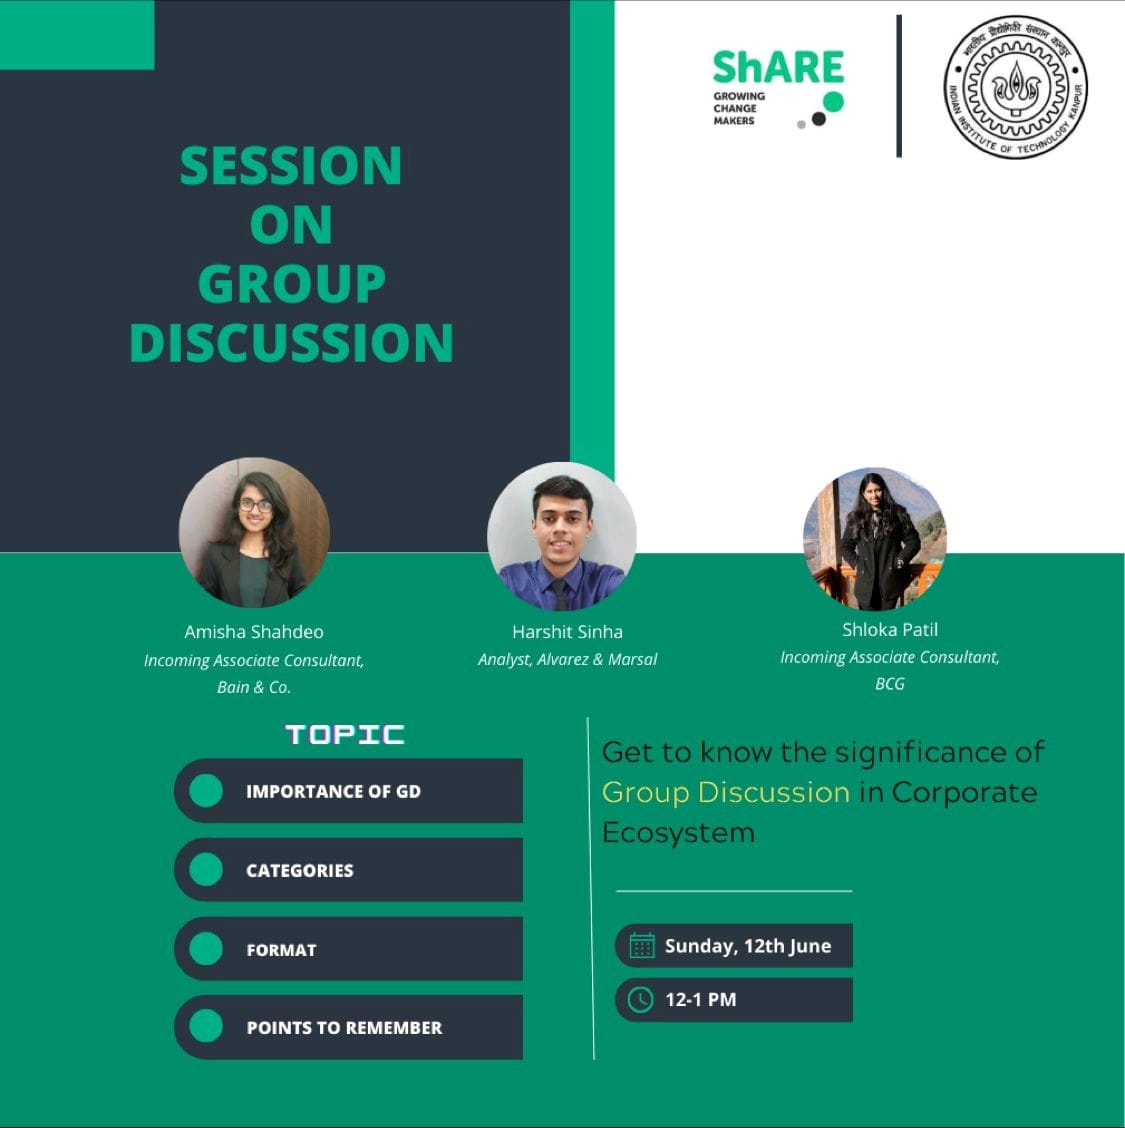 ShARE
GROWING
CHANGE
MAKERS
भारतीय प्रौद्योगिकी संस्थान कानपुर
INDIAN INSTITUTE OF TECHNOLOGY KANPUR
SESSION
ON
GROUP
DISCUSSION
Amisha Shahdeo
Incoming Associate Consultant,
Bain & Co.
Harshit Sinha
Analyst, Alvarez & Marsal
Shloka Patil
Incoming Associate Consultant,
BCG
TOPIC
IMPORTANCE OF GD
CATEGORIES
FORMAT
POINTS TO REMEMBER
Get to know the significance of
Group Discussion in Corporate
Ecosystem
Sunday, 12th June
12-1 PM